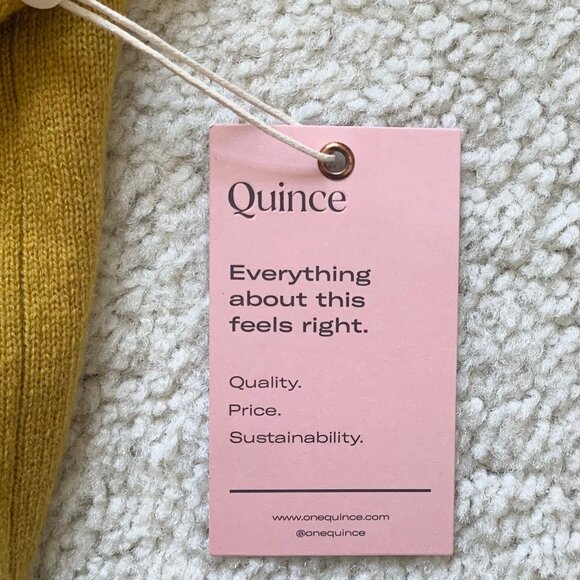 Quince
Everything
about this
feels right.
Quality.
Price.
Sustainability.
www.onequince.com
@onequince